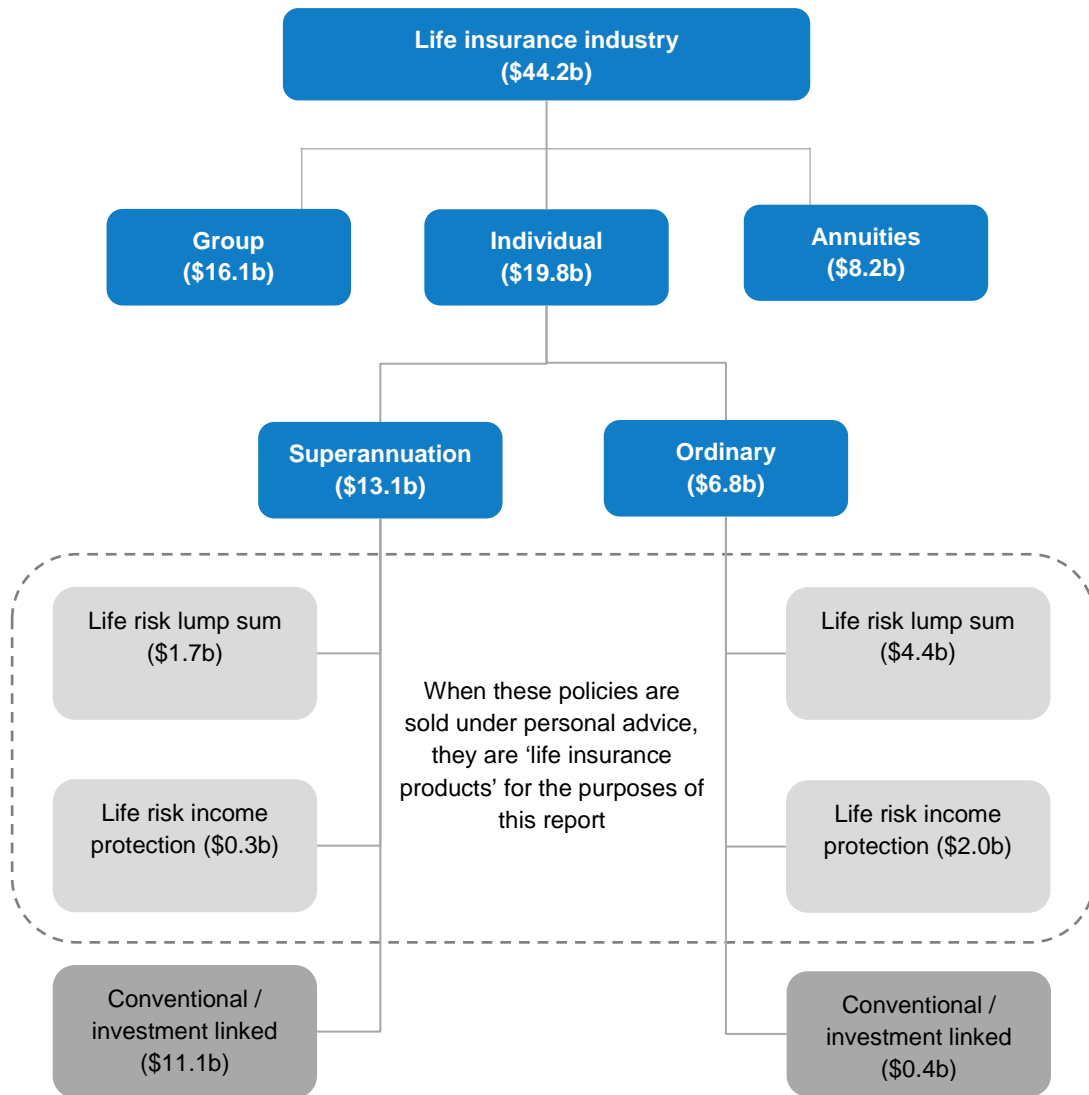 Life insurance industry
($44.2b)
Group
($16.1b)
Individual
($19.8b)
Annuities
($8.2b)
Superannuation
($13.1b)
Ordinary
($6.8b)
Life risk lump sum
($1.7b)
Life risk income
protection ($0.3b)
Conventional /
investment linked
($11.1b)
When these policies are
sold under personal advice,
they are ‘life insurance
products’ for the purposes of
this report
Life risk lump sum
($4.4b)
Life risk income
protection ($2.0b)
Conventional /
investment linked
($0.4b)